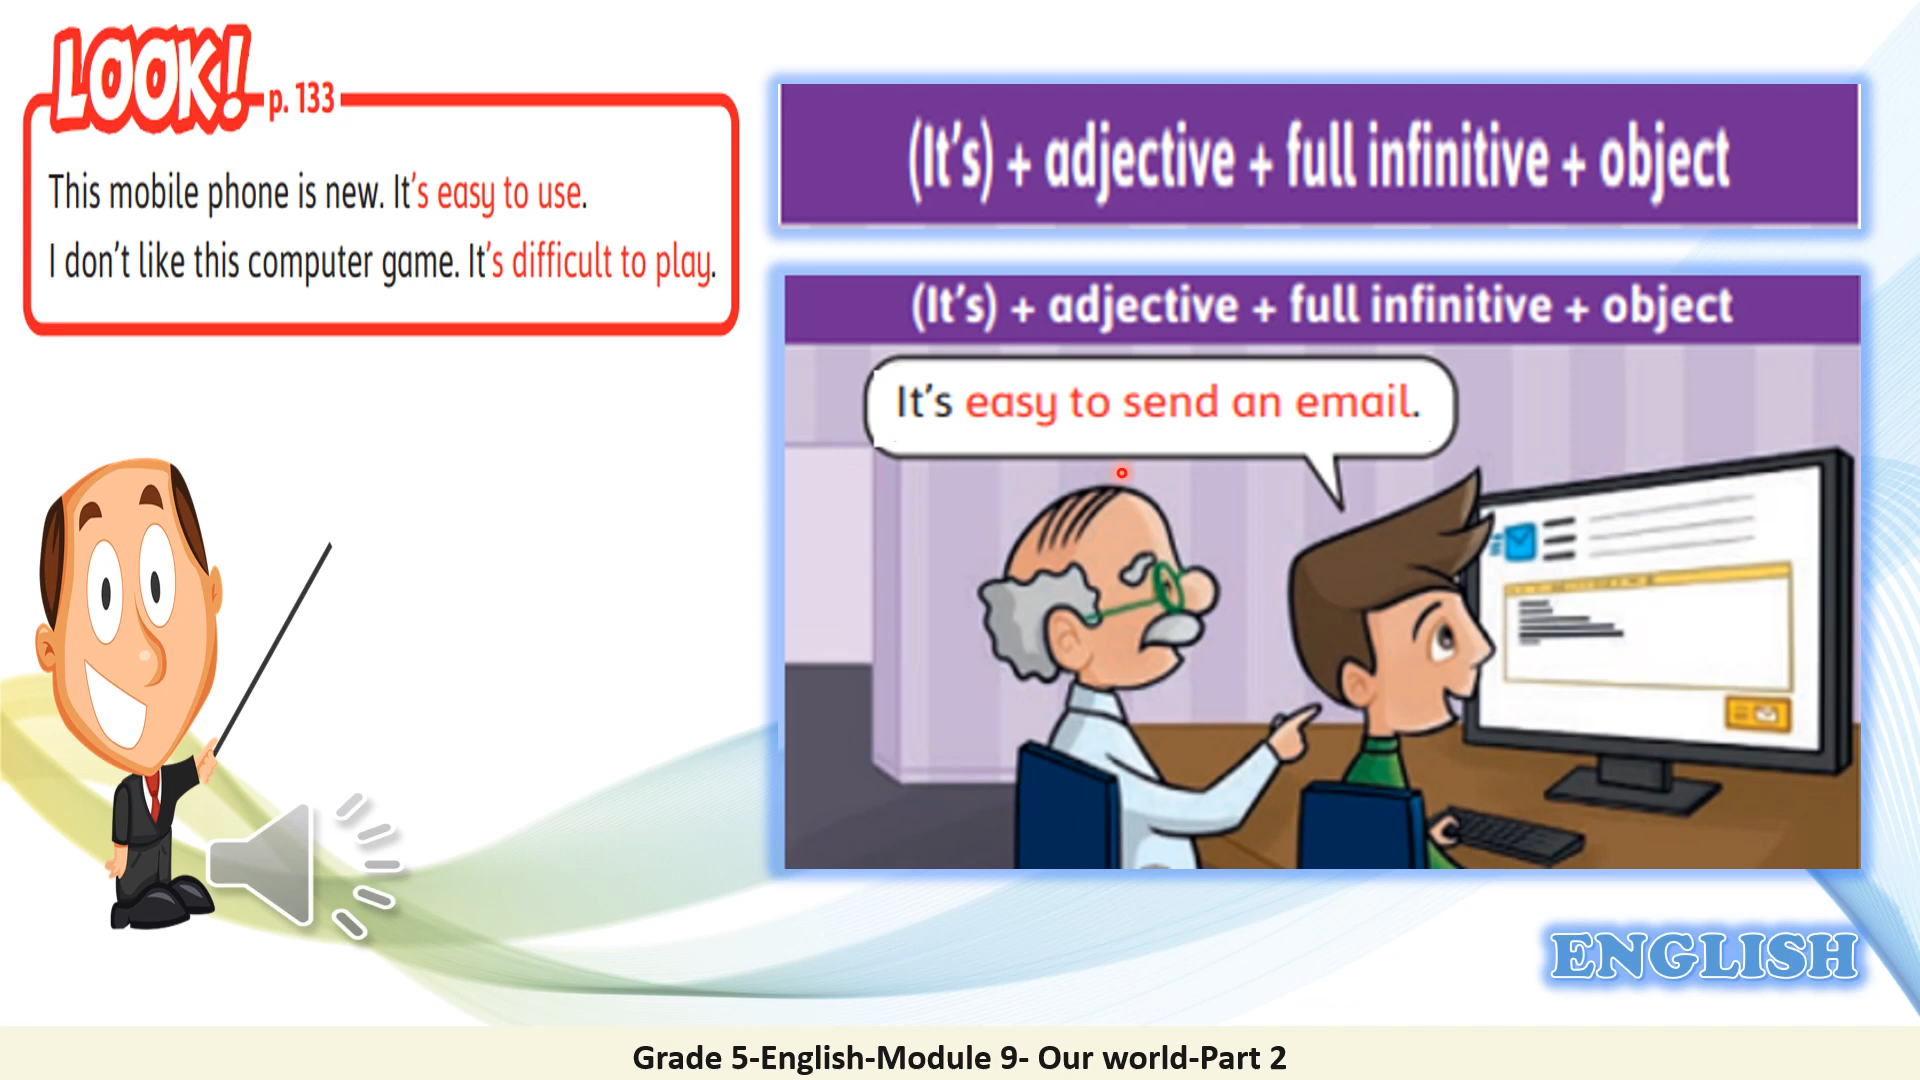 LOOK!
p. 133
This mobile phone is new. It's easy to use.
I don't like this computer game. It's difficult to play.
(It's) + adjective + full infinitive + object
(It's) + adjective + full infinitive + object
It's easy to send an email.
ENGLISH
Grade 5-English-Module 9- Our world-Part 2